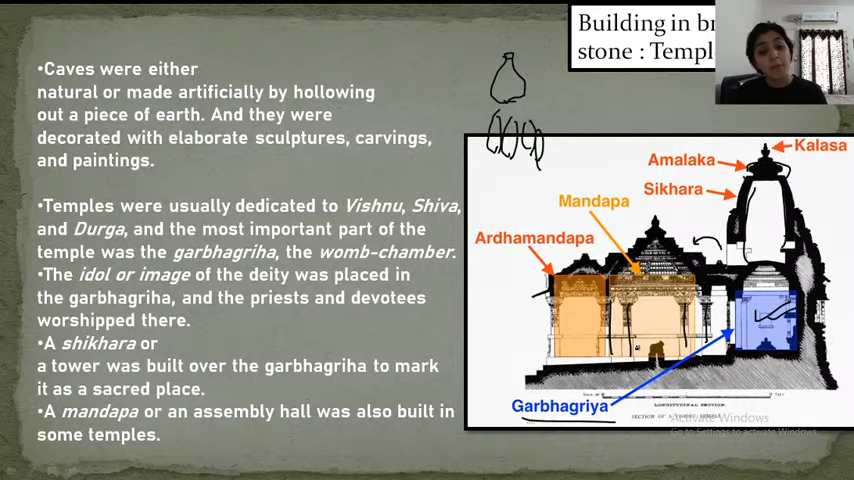 Building in
stone : Temp
•Caves were either
natural or made artificially by hollowing
out a piece of earth. And they were
decorated with elaborate sculptures, carvings,
and paintings.
•Temples were usually dedicated to Vishnu, Shiva,
and Durga, and the most important part of the
temple was the garbhagriha, the womb-chamber.
•The idol or image of the deity was placed in
the garbhagriha, and the priests and devotees
worshipped there.
•A shikhara or
a tower was built over the garbhagriha to mark
it as a sacred place.
•A mandapa or an assembly hall was also built in
some temples.
Kalasa
Amalaka
Sikhara
Mandapa
Ardhamandapa
Garbhagriya
LONGITUDINAL SECTION.
Activate Windows
Go to Settings to activate Windows.